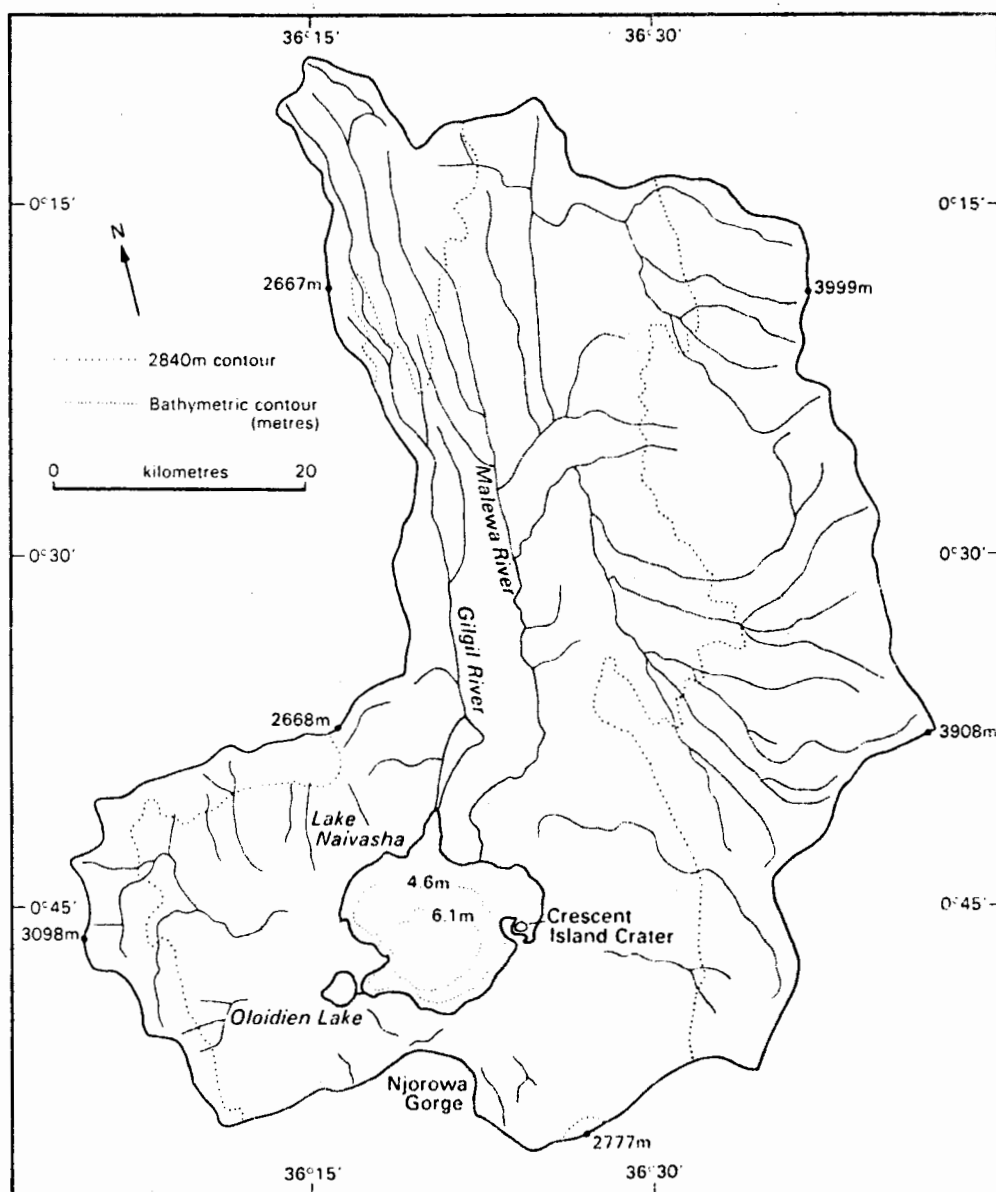 36°15'
36°30'
0°15'
0°15'
N
2667m
3999m
2840m contour
Bathymetric contour
(metres)
0 kilometres 20
Malewa River
0°30'
0°30'
Gilgil River
2668m
3908m
Lake
Naivasha
4.6m
0°45'
6.1m
0°45'
Crescent
Island Crater
3098m
Oloidien Lake
Njorowa
Gorge
2777m
36°15'
36°30'